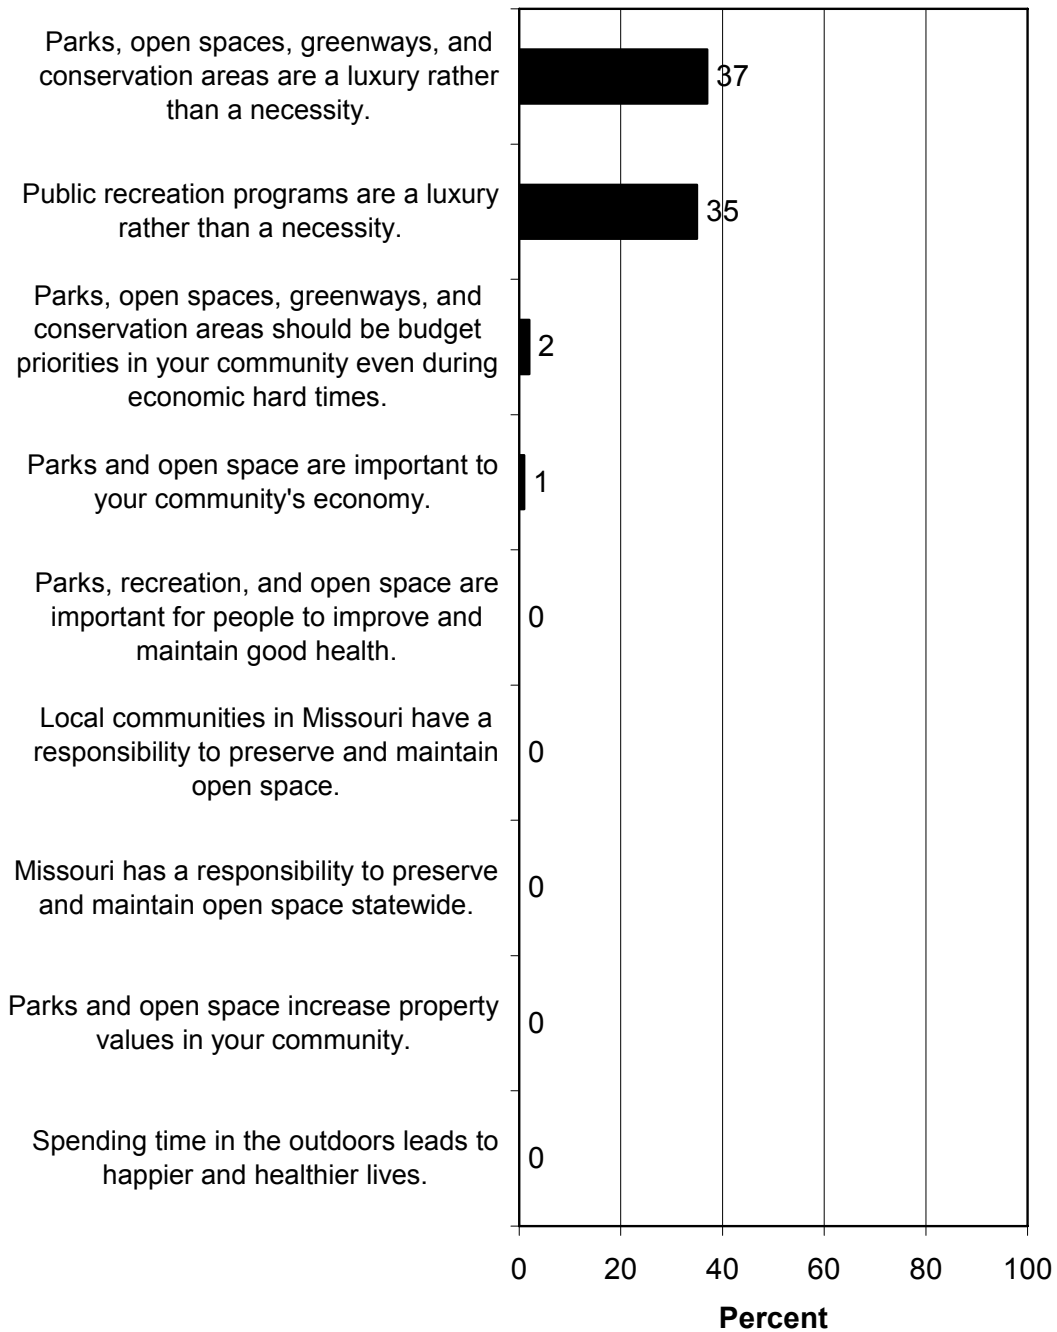 Parks, open spaces, greenways, and
conservation areas are a luxury rather
than a necessity.
37
Public recreation programs are a luxury
rather than a necessity.
35
Parks, open spaces, greenways, and
conservation areas should be budget
priorities in your community even during
economic hard times.
2
Parks and open space are important to
your community's economy.
1
Parks, recreation, and open space are
important for people to improve and
maintain good health.
0
Local communities in Missouri have a
responsibility to preserve and maintain
open space.
0
Missouri has a responsibility to preserve
and maintain open space statewide.
0
Parks and open space increase property
values in your community.
0
Spending time in the outdoors leads to
happier and healthier lives.
0
0 20 40 60 80 100
Percent